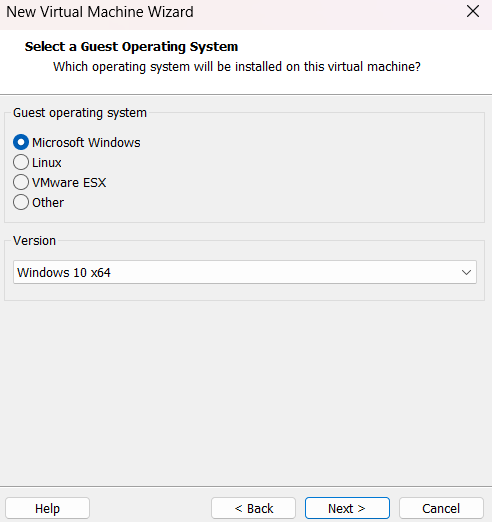 New Virtual Machine Wizard
Select a Guest Operating System
Which operating system will be installed on this virtual machine?
Guest operating system
Microsoft Windows
Linux
VMware ESX
Other
Version
Windows 10 x64
Help
< Back
Next >
Cancel